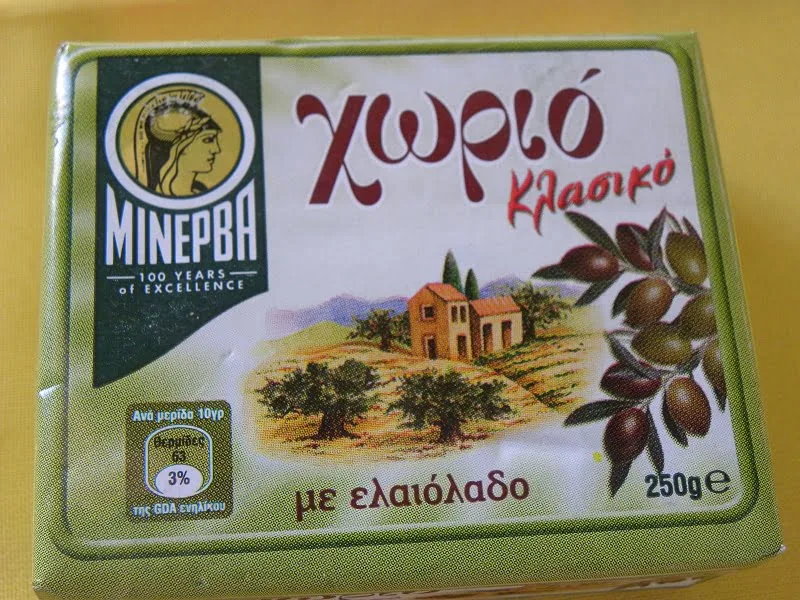 ΜΙΝΕΡΒΑ
100 YEARS
of EXCELLENCE
χωριό
Κλασικό
Ανά μερίδα 10γρ
Θερμίδες
63
3%
της GDA ενηλίκου
με ελαιόλαδο
250g e